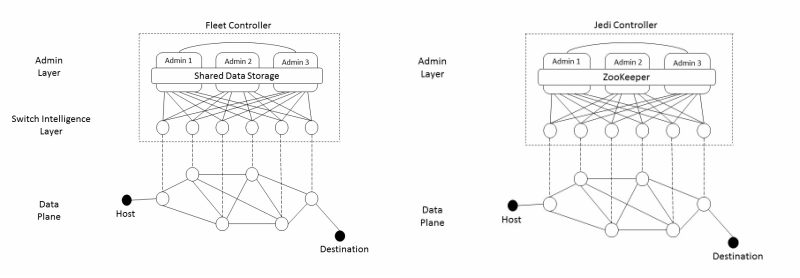 Fleet Controller
Admin
Layer
Admin 1
Admin 2
Admin 3
Shared Data Storage
Switch Intelligence
Layer
Data
Plane
Host
Destination
Jedi Controller
Admin
Layer
Admin 1
Admin 2
Admin 3
ZooKeeper
Data
Plane
Host
Destination